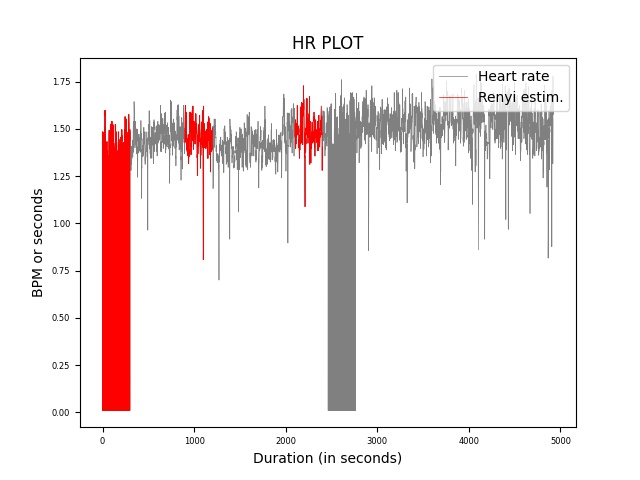 HR PLOT
Heart rate
Renyi estim.
BPM or seconds
1.75
1.50
1.25
1.00
0.75
0.50
0.25
0.00
0 1000 2000 3000 4000 5000
Duration (in seconds)